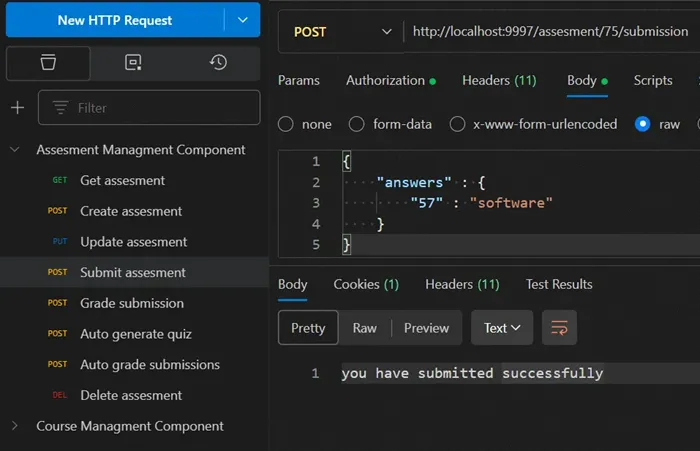 New HTTP Request
Filter
Assesment Managment Component
GET Get assesment
POST Create assesment
PUT Update assesment
POST Submit assesment
POST Grade submission
POST Auto generate quiz
POST Auto grade submissions
DEL Delete assesment
Course Managment Component
POST http://localhost:9997/assesment/75/submission
Params Authorization Headers (11) Body Scripts
none form-data x-www-form-urlencoded raw
1 {
2 "answers" : {
3 "57" : "software"
4 }
5 }
Body Cookies (1) Headers (11) Test Results
Pretty Raw Preview Text
1 you have submitted successfully